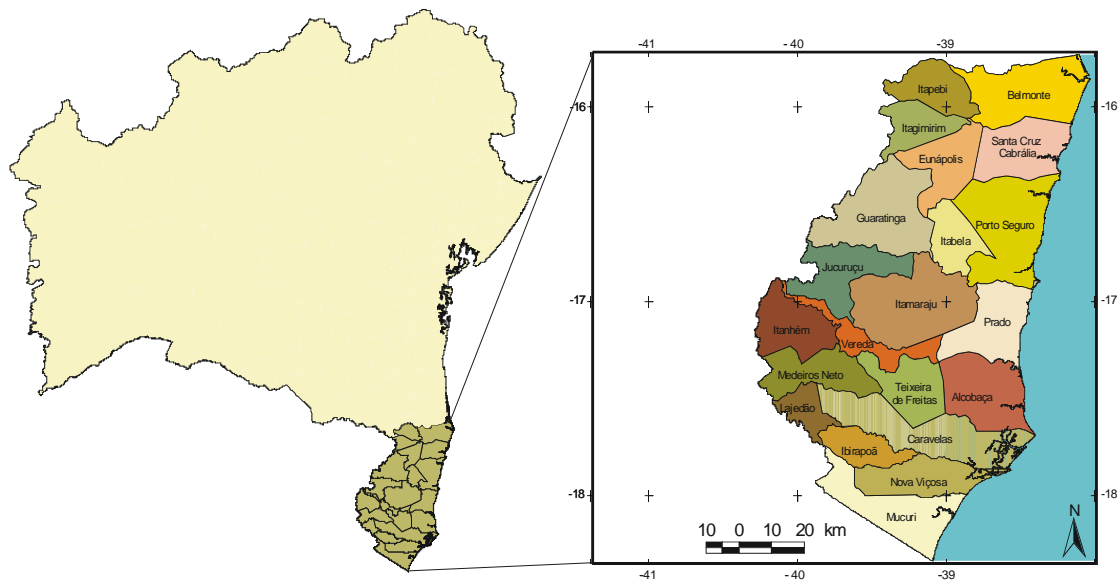 -41
-40
-39
-16
-16
-17
-17
-18
-18
-41
-40
-39
Itapebi
Belmonte
Itagimirim
Santa Cruz
Cabrália
Eunápolis
Guaratinga
Porto Seguro
Itabela
Jucuruçu
Itamaraju
Prado
Itanhém
Vereda
Medeiros Neto
Teixeira
de Freitas
Alcobaça
Lajedão
Caravelas
Ibirapoã
Nova Viçosa
Mucuri
10 0 10 20 km
N